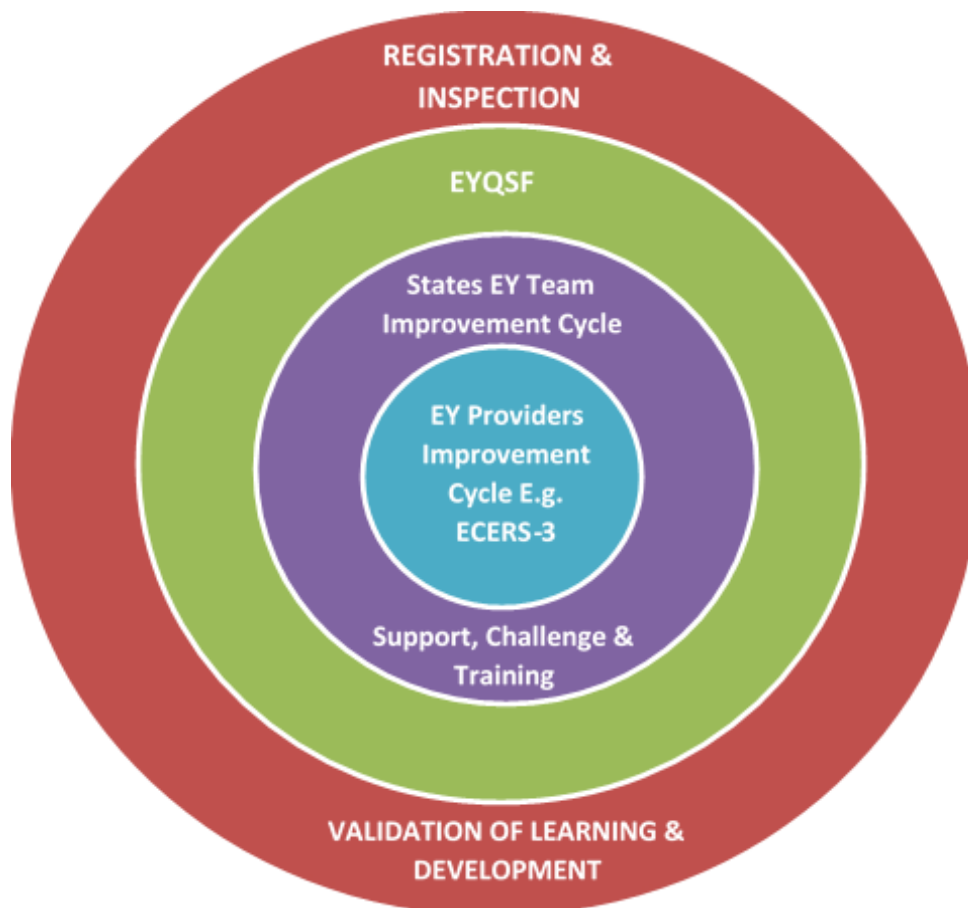 REGISTRATION &
INSPECTION
EYQSF
States EY Team
Improvement Cycle
EY Providers
Improvement
Cycle E.g.
ECERS-3
Support, Challenge &
Training
VALIDATION OF LEARNING &
DEVELOPMENT